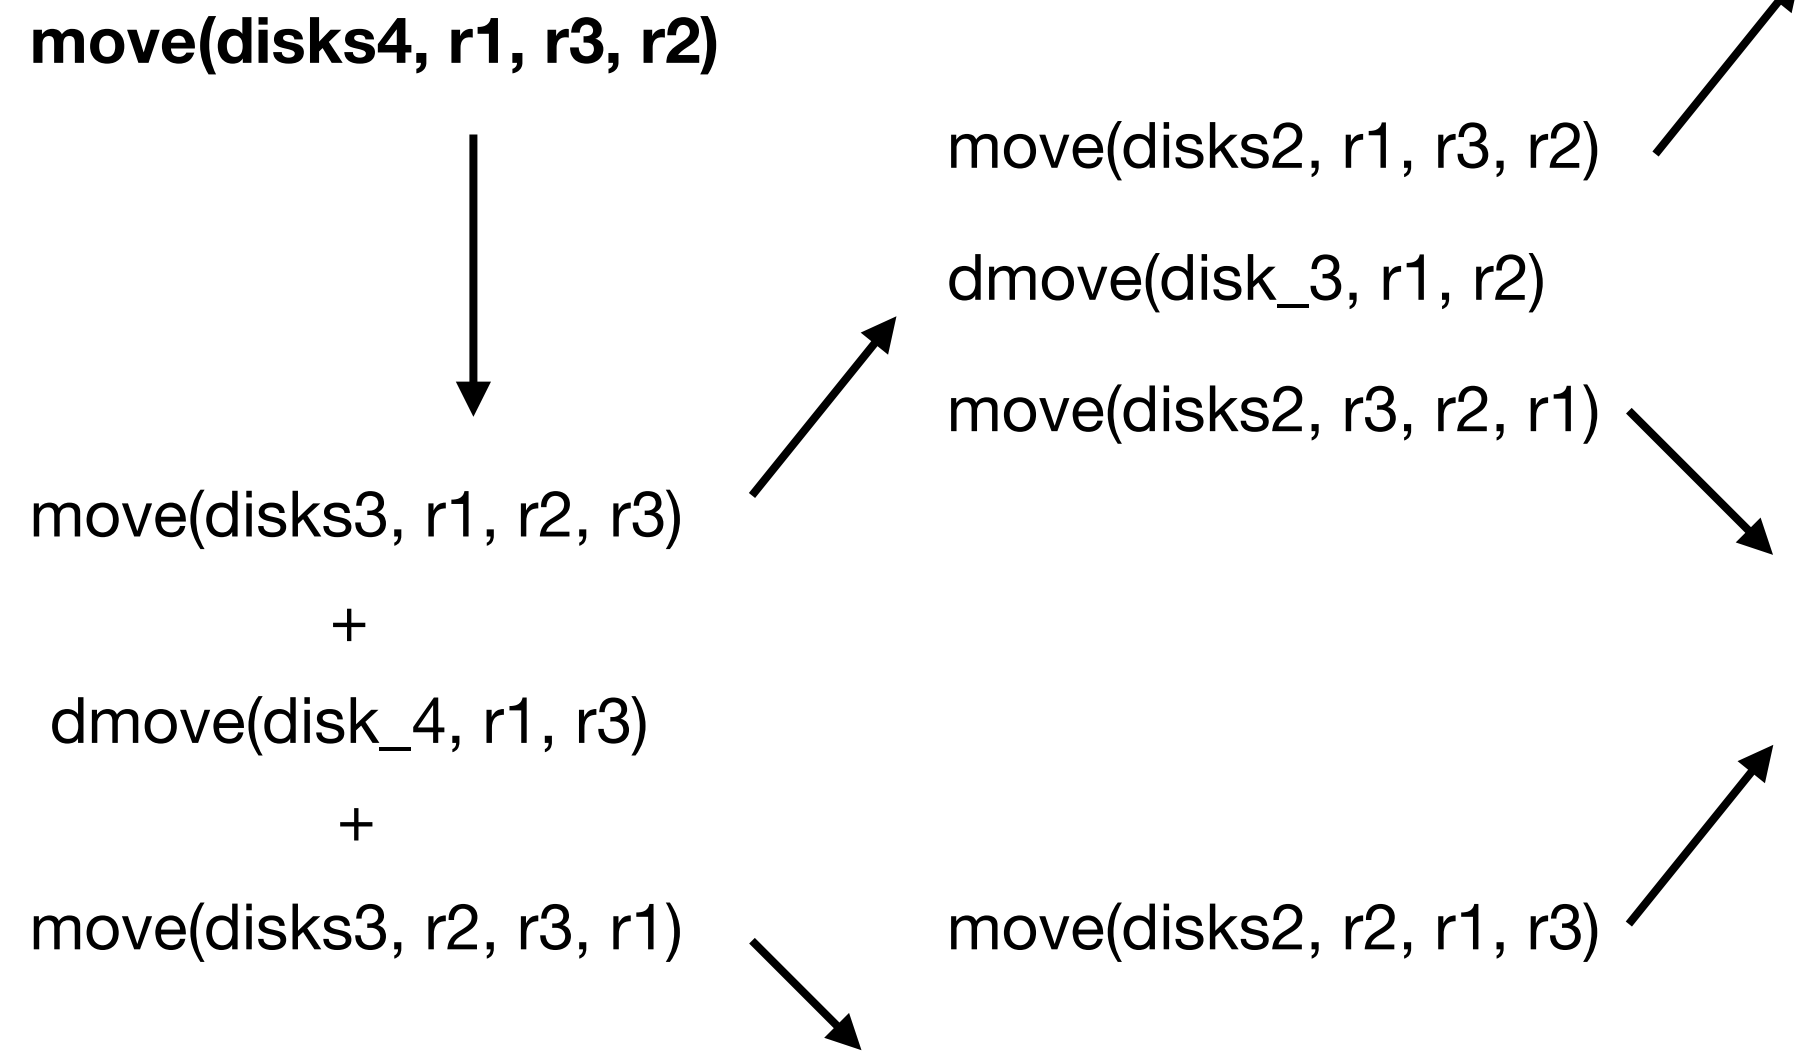 move(disks4, r1, r3, r2)
move(disks3, r1, r2, r3)
+
dmove(disk_4, r1, r3)
+
move(disks3, r2, r3, r1)
move(disks2, r1, r3, r2)
dmove(disk_3, r1, r2)
move(disks2, r3, r2, r1)
move(disks2, r2, r1, r3)